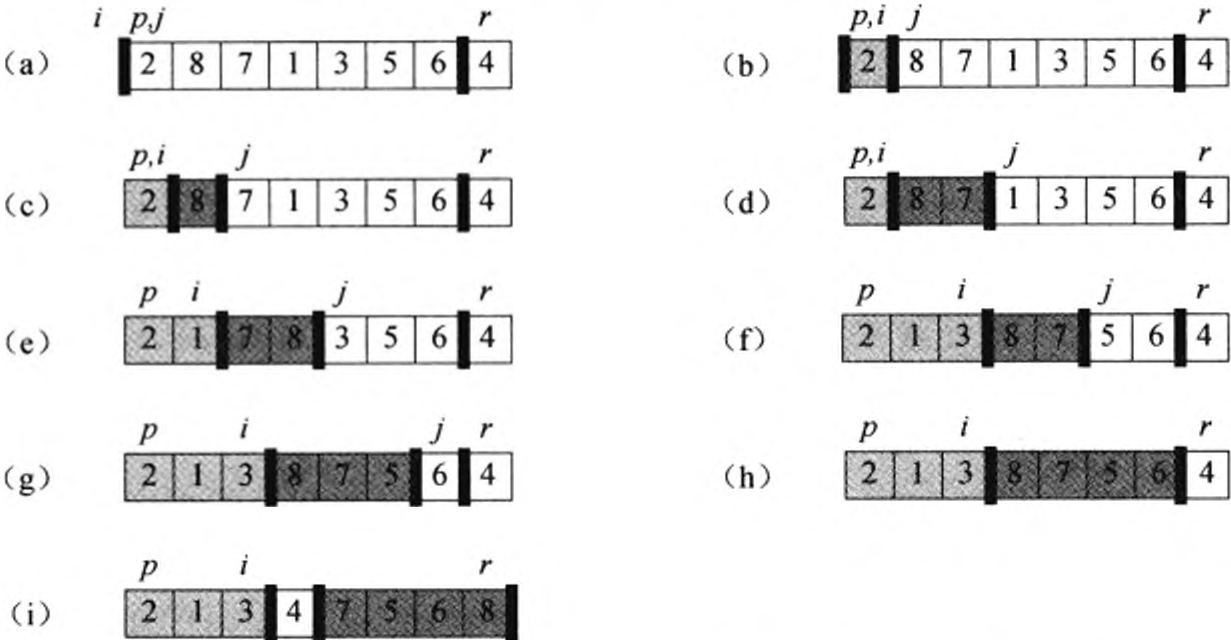 i p,j r
(a) 2 8 7 1 3 5 6 4
p,i j r
(b) 2 8 7 1 3 5 6 4
p,i j r
(c) 2 8 7 1 3 5 6 4
p,i j r
(d) 2 8 7 1 3 5 6 4
p i j r
(e) 2 1 7 8 3 5 6 4
p i j r
(f) 2 1 3 8 7 5 6 4
p i j r
(g) 2 1 3 8 7 5 6 4
p i r
(h) 2 1 3 8 7 5 6 4
p i r
(i) 2 1 3 4 7 5 6 8